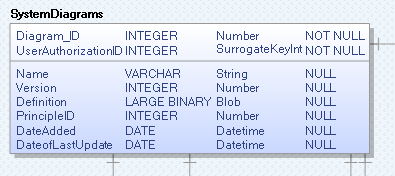 SystemDiagrams
Diagram_ID INTEGER Number NOT NULL
UserAuthorizationID INTEGER SurrogateKeyInt NOT NULL
Name VARCHAR String NULL
Version INTEGER Number NULL
Definition LARGE BINARY Blob NULL
PrincipleID INTEGER Number NULL
DateAdded DATE Datetime NULL
DateofLastUpdate DATE Datetime NULL